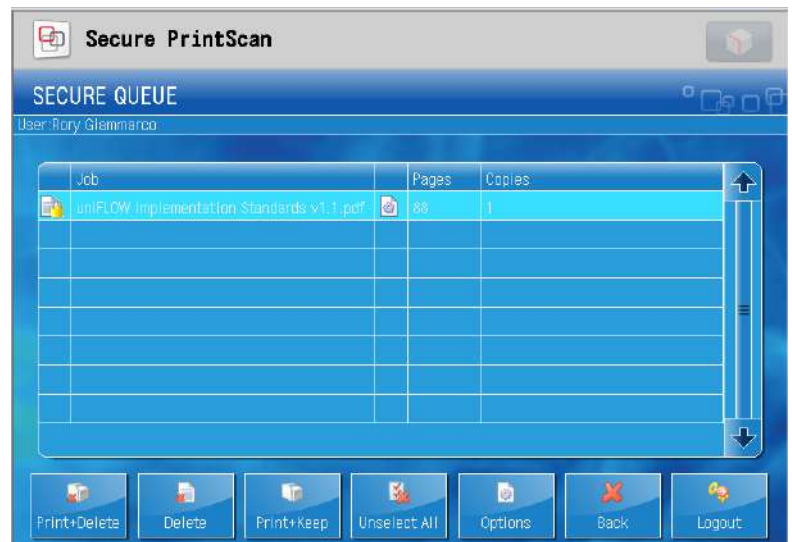 Secure PrintScan
SECURE QUEUE
User:Rory Giammarco
Job Pages Copies
uniFLOW Implementation Standards v1.1.pdf 88 1
Print+Delete Delete Print+Keep Unselect All Options Back Logout